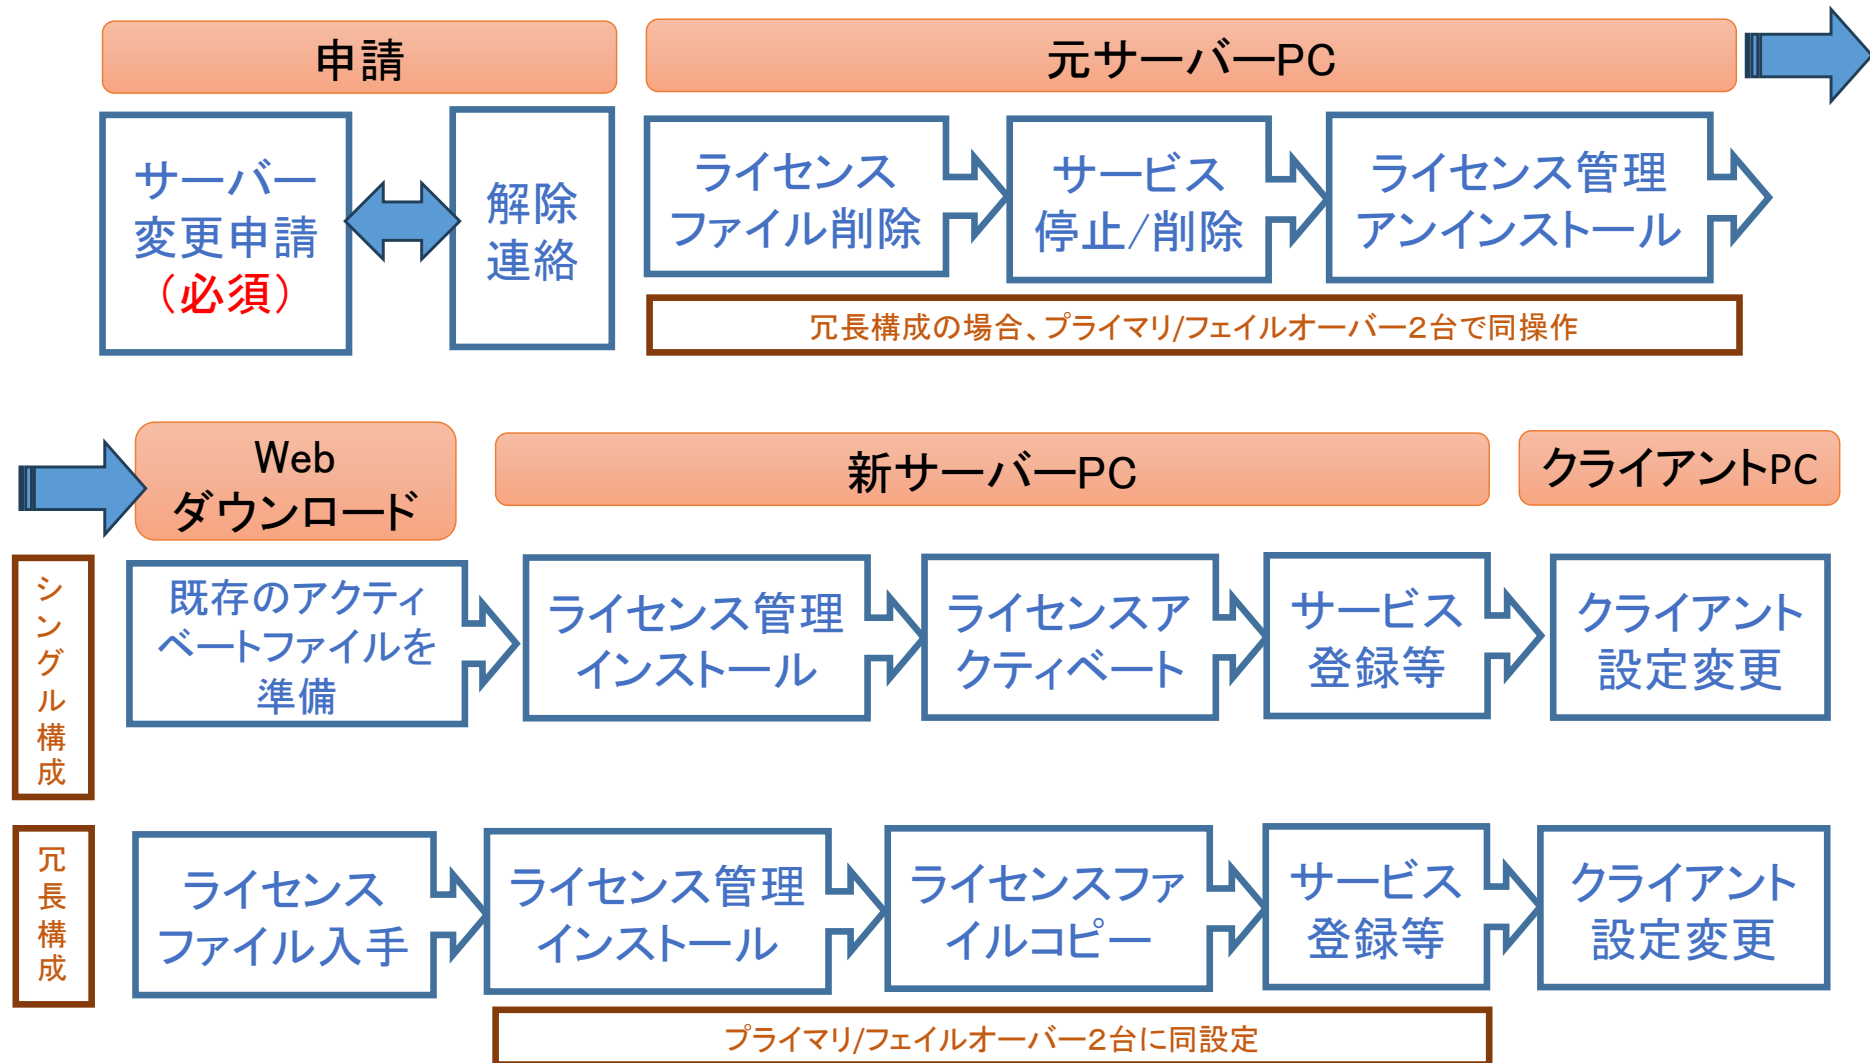 申請
元サーバーPC
サーバー
変更申請
（必須）
解除
連絡
ライセンス
ファイル削除
サービス
停止/削除
ライセンス管理
アンインストール
冗長構成の場合、プライマリ/フェイルオーバー2台で同操作
Web
ダウンロード
新サーバーPC
クライアントPC
シングル構成
既存のアクティ
ベートファイルを
準備
ライセンス管理
インストール
ライセンスア
クティベート
サービス
登録等
クライアント
設定変更
冗長構成
ライセンス
ファイル入手
ライセンス管理
インストール
ライセンスファ
イルコピー
サービス
登録等
クライアント
設定変更
プライマリ/フェイルオーバー2台に同設定